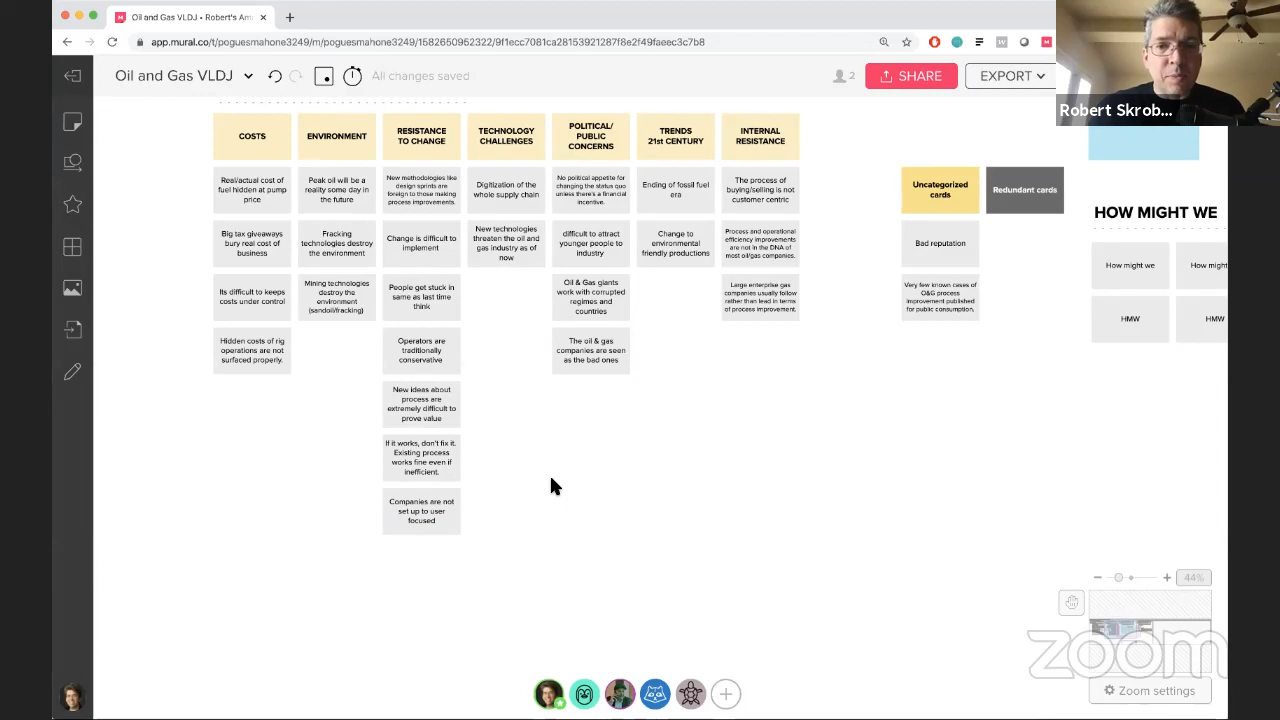 Oil and Gas VLDJ • Robert's Am
app.mural.co/t/poguesmahone3249/m/poguesmahone3249/1582650952322/9f1ecc7081ca28153921287f8e2f49faeec3c7b8
Oil and Gas VLDJ
All changes saved
2
SHARE
EXPORT
Robert Skrob...
COSTS
Real/actual cost of
fuel hidden at pump
price
Big tax giveaways
bury real cost of
business
Its difficult to keeps
costs under control
Hidden costs of rig
operations are not
surfaced properly.
ENVIRONMENT
Peak oil will be a
reality some day in
the future
Fracking
technologies destroy
the environment
Mining technologies
destroy the
environment
(sandoil/fracking)
RESISTANCE
TO CHANGE
New methodologies like
design sprints are
foreign to those making
process improvements.
Change is difficult to
implement
People get stuck in
same as last time
think
Operators are
traditionally
conservative
New ideas about
process are
extremely difficult to
prove value
If it works, don't fix it.
Existing process
works fine even if
inefficient.
Companies are not
set up to user
focused
TECHNOLOGY
CHALLENGES
Digitization of the
whole supply chain
New technologies
threaten the oil and
gas industry as of
now
POLITICAL/
PUBLIC
CONCERNS
No political appetite for
changing the status quo
unless there's a financial
incentive.
difficult to attract
younger people to
industry
Oil & Gas giants
work with corrupted
regimes and
countries
The oil & gas
companies are seen
as the bad ones
TRENDS
21st CENTURY
Ending of fossil fuel
era
Change to
environmental
friendly productions
INTERNAL
RESISTANCE
The process of
buying/selling is not
customer centric
Process and operational
efficiency improvements
are not in the DNA of
most oil/gas companies.
Large enterprise gas
companies usually follow
rather than lead in terms
of process improvement.
Uncategorized
cards
Bad reputation
Very few known cases of
O&G process
improvement published
for public consumption.
Redundant cards
HOW MIGHT WE
How might we
How might
HMW
HMW
44%
zoom
Zoom settings